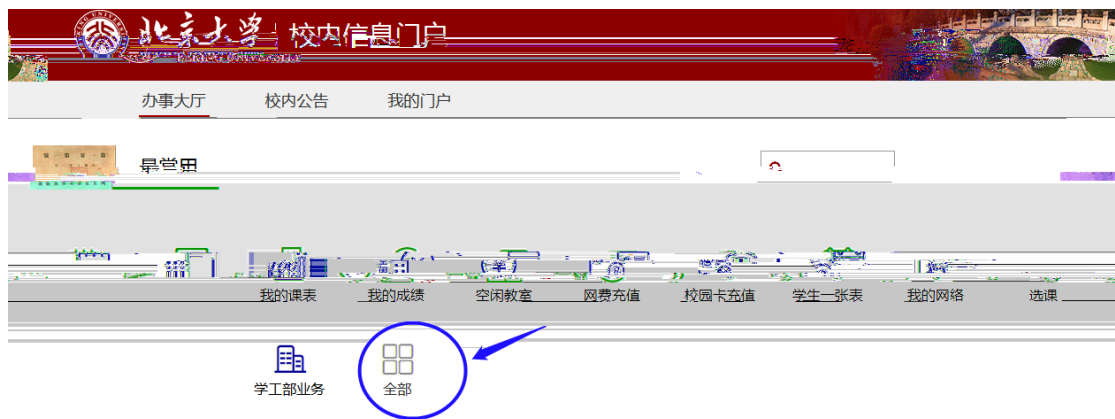 北京大学 校内信息门户
办事大厅 校内公告 我的门户
最常用
我的课表 我的成绩 空闲教室 网费充值 校园卡充值 学生一张表 我的网络 选课
学工部业务 全部